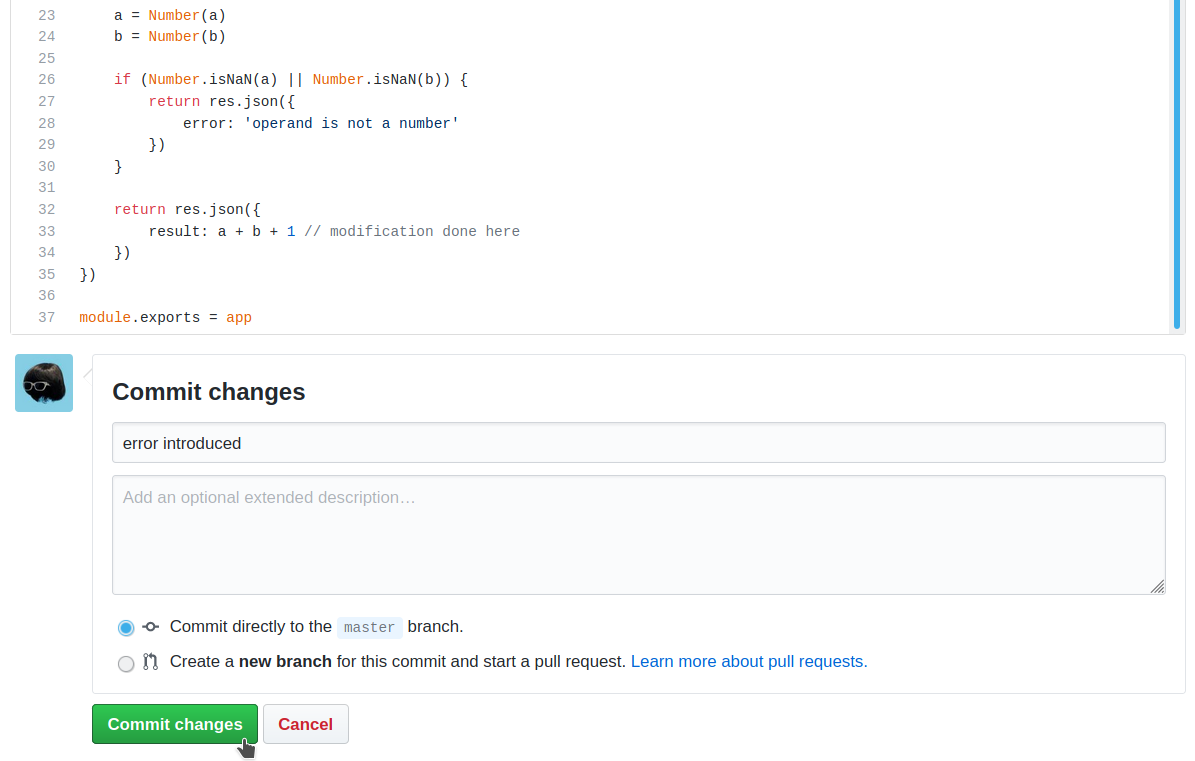 23 a = Number(a)
24 b = Number(b)
25
26 if (Number.isNaN(a) || Number.isNaN(b)) {
27 return res.json({
28 error: 'operand is not a number'
29 })
30 }
31
32 return res.json({
33 result: a + b + 1 // modification done here
34 })
35 })
36
37 module.exports = app
Commit changes
error introduced
Add an optional extended description…
Commit directly to the master branch.
Create a new branch for this commit and start a pull request. Learn more about pull requests.
Commit changes Cancel